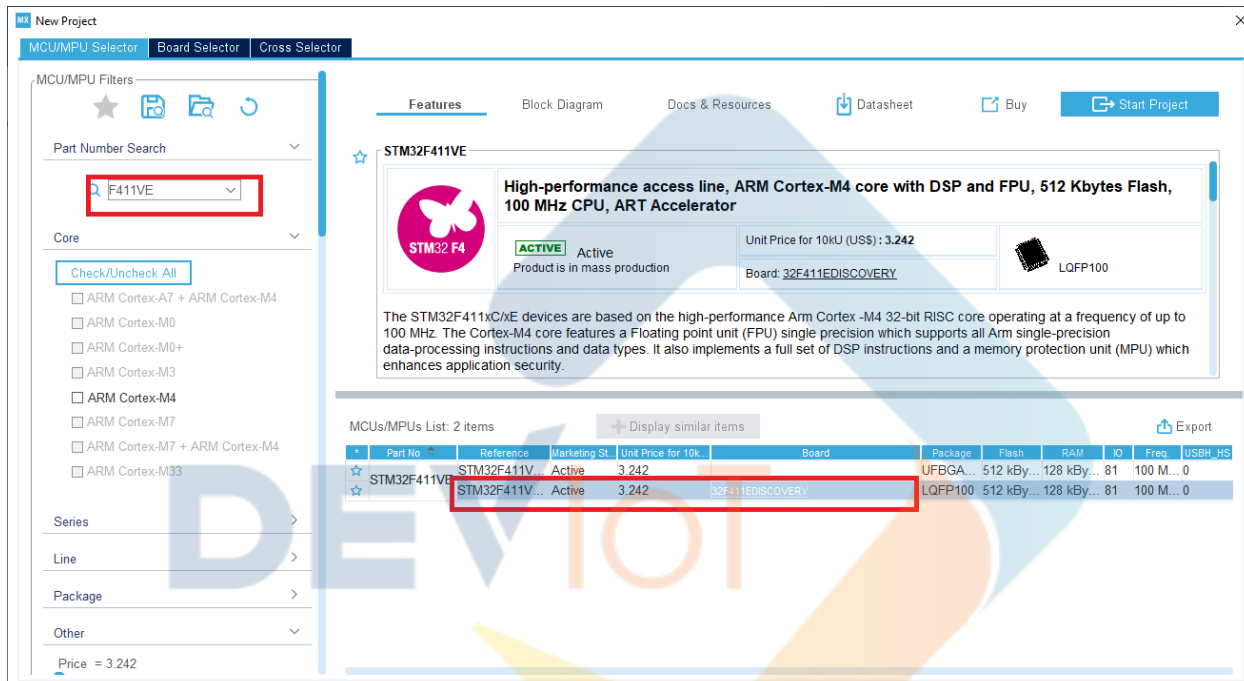 MX New Project
MCU/MPU Selector Board Selector Cross Selector
MCU/MPU Filters
Part Number Search
F411VE
Core
Check/Uncheck All
ARM Cortex-A7 + ARM Cortex-M4
ARM Cortex-M0
ARM Cortex-M0+
ARM Cortex-M3
ARM Cortex-M4
ARM Cortex-M7
ARM Cortex-M7 + ARM Cortex-M4
ARM Cortex-M33
Series
Line
Package
Other
Price = 3.242
Features Block Diagram Docs & Resources Datasheet Buy Start Project
STM32F411VE
STM32 F4
High-performance access line, ARM Cortex-M4 core with DSP and FPU, 512 Kbytes Flash,
100 MHz CPU, ART Accelerator
ACTIVE Active
Product is in mass production
Unit Price for 10kU (US$) : 3.242
Board: 32F411EDISCOVERY
LQFP100
The STM32F411xC/xE devices are based on the high-performance Arm Cortex -M4 32-bit RISC core operating at a frequency of up to
100 MHz. The Cortex-M4 core features a Floating point unit (FPU) single precision which supports all Arm single-precision
data-processing instructions and data types. It also implements a full set of DSP instructions and a memory protection unit (MPU) which
enhances application security.
MCUs/MPUs List: 2 items + Display similar items Export
* Part No Reference Marketing St... Unit Price for 10k... Board Package Flash RAM IO Freq. USBH_HS
STM32F411VE
STM32F411V... Active 3.242 UFBGA... 512 kBy... 128 kBy... 81 100 M... 0
STM32F411V... Active 3.242 32F411EDISCOVERY LQFP100 512 kBy... 128 kBy... 81 100 M... 0
DEVIOT